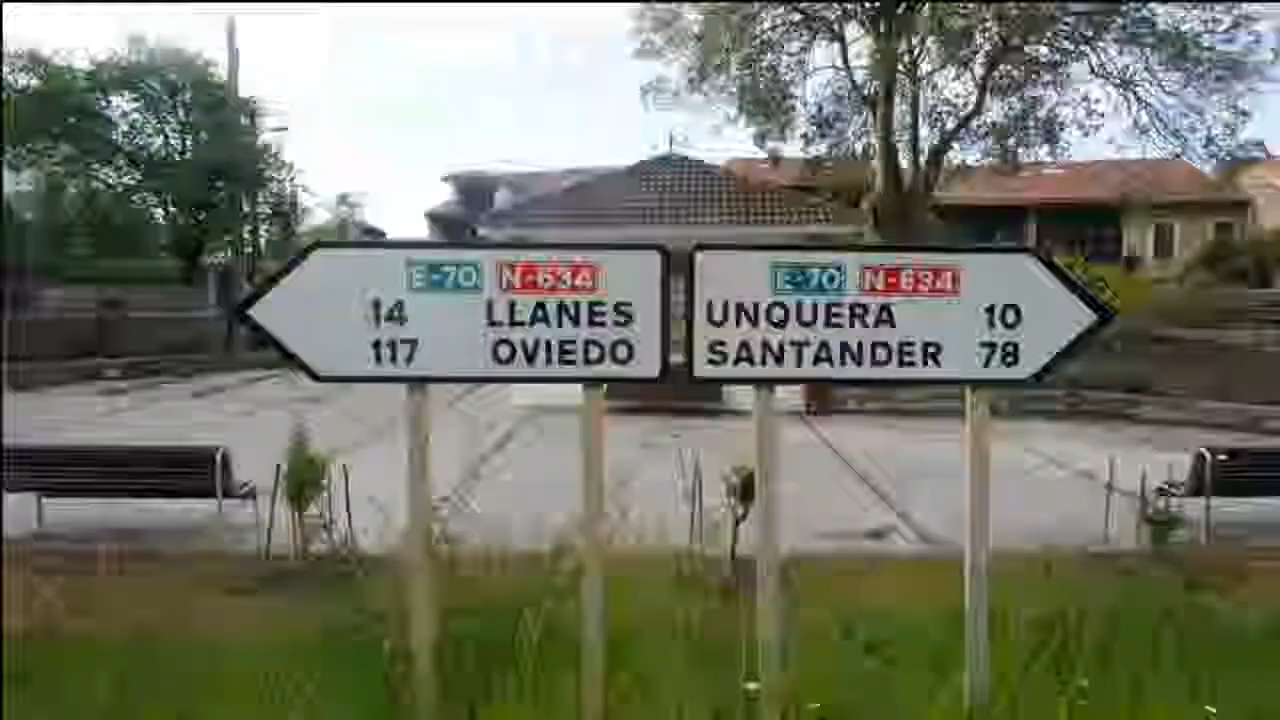 E-70 N-634
14 LLANES
117 OVIEDO
E-70 N-634
UNQUERA 10
SANTANDER 78